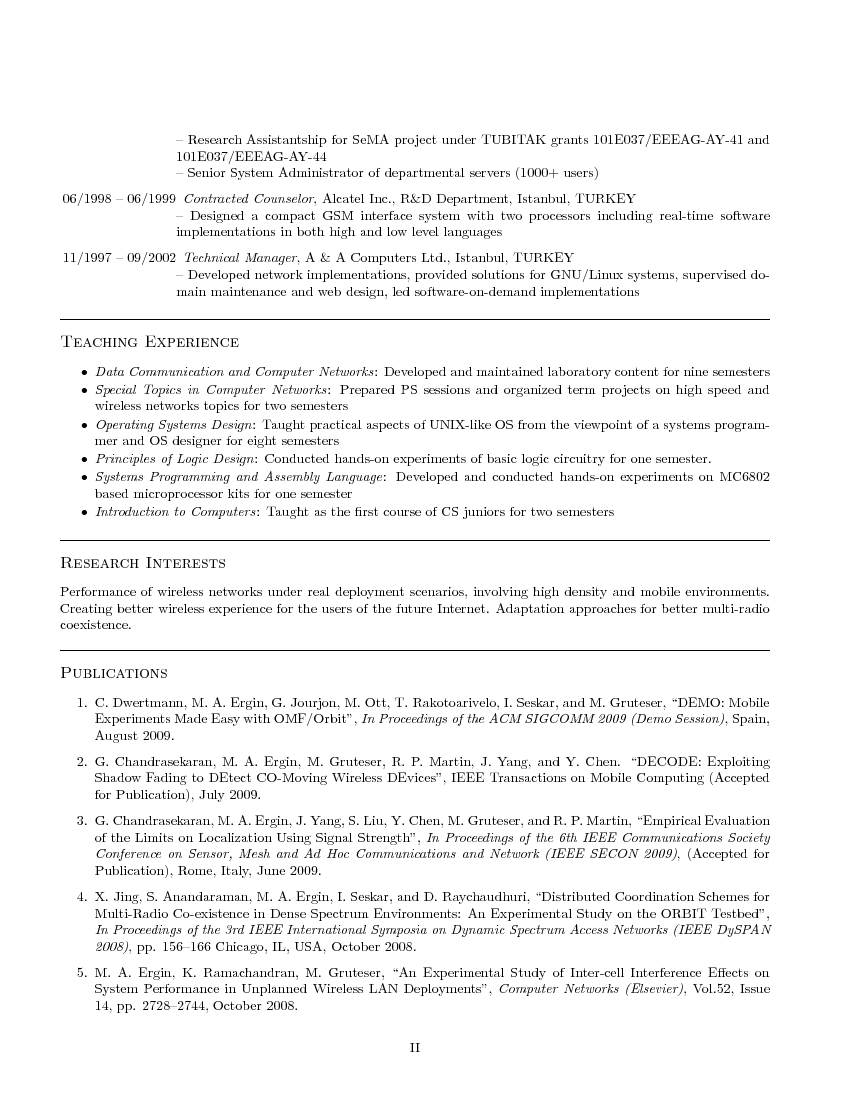 – Research Assistantship for SeMA project under TUBITAK grants 101E037/EEEAG-AY-41 and
101E037/EEEAG-AY-44
– Senior System Administrator of departmental servers (1000+ users)
06/1998 – 06/1999 Contracted Counselor, Alcatel Inc., R&D Department, Istanbul, TURKEY
– Designed a compact GSM interface system with two processors including real-time software
implementations in both high and low level languages
11/1997 – 09/2002 Technical Manager, A & A Computers Ltd., Istanbul, TURKEY
– Developed network implementations, provided solutions for GNU/Linux systems, supervised do-
main maintenance and web design, led software-on-demand implementations
Teaching Experience
• Data Communication and Computer Networks: Developed and maintained laboratory content for nine semesters
• Special Topics in Computer Networks: Prepared PS sessions and organized term projects on high speed and
wireless networks topics for two semesters
• Operating Systems Design: Taught practical aspects of UNIX-like OS from the viewpoint of a systems program-
mer and OS designer for eight semesters
• Principles of Logic Design: Conducted hands-on experiments of basic logic circuitry for one semester.
• Systems Programming and Assembly Language: Developed and conducted hands-on experiments on MC6802
based microprocessor kits for one semester
• Introduction to Computers: Taught as the first course of CS juniors for two semesters
Research Interests
Performance of wireless networks under real deployment scenarios, involving high density and mobile environments.
Creating better wireless experience for the users of the future Internet. Adaptation approaches for better multi-radio
coexistence.
Publications
1. C. Dwertmann, M. A. Ergin, G. Jourjon, M. Ott, T. Rakotoarivelo, I. Seskar, and M. Gruteser, “DEMO: Mobile
Experiments Made Easy with OMF/Orbit”, In Proceedings of the ACM SIGCOMM 2009 (Demo Session), Spain,
August 2009.
2. G. Chandrasekaran, M. A. Ergin, M. Gruteser, R. P. Martin, J. Yang, and Y. Chen. “DECODE: Exploiting
Shadow Fading to DEtect CO-Moving Wireless DEvices”, IEEE Transactions on Mobile Computing (Accepted
for Publication), July 2009.
3. G. Chandrasekaran, M. A. Ergin, J. Yang, S. Liu, Y. Chen, M. Gruteser, and R. P. Martin, “Empirical Evaluation
of the Limits on Localization Using Signal Strength”, In Proceedings of the 6th IEEE Communications Society
Conference on Sensor, Mesh and Ad Hoc Communications and Network (IEEE SECON 2009), (Accepted for
Publication), Rome, Italy, June 2009.
4. X. Jing, S. Anandaraman, M. A. Ergin, I. Seskar, and D. Raychaudhuri, “Distributed Coordination Schemes for
Multi-Radio Co-existence in Dense Spectrum Environments: An Experimental Study on the ORBIT Testbed”,
In Proceedings of the 3rd IEEE International Symposia on Dynamic Spectrum Access Networks (IEEE DySPAN
2008), pp. 156–166 Chicago, IL, USA, October 2008.
5. M. A. Ergin, K. Ramachandran, M. Gruteser, “An Experimental Study of Inter-cell Interference Effects on
System Performance in Unplanned Wireless LAN Deployments”, Computer Networks (Elsevier), Vol.52, Issue
14, pp. 2728–2744, October 2008.
II